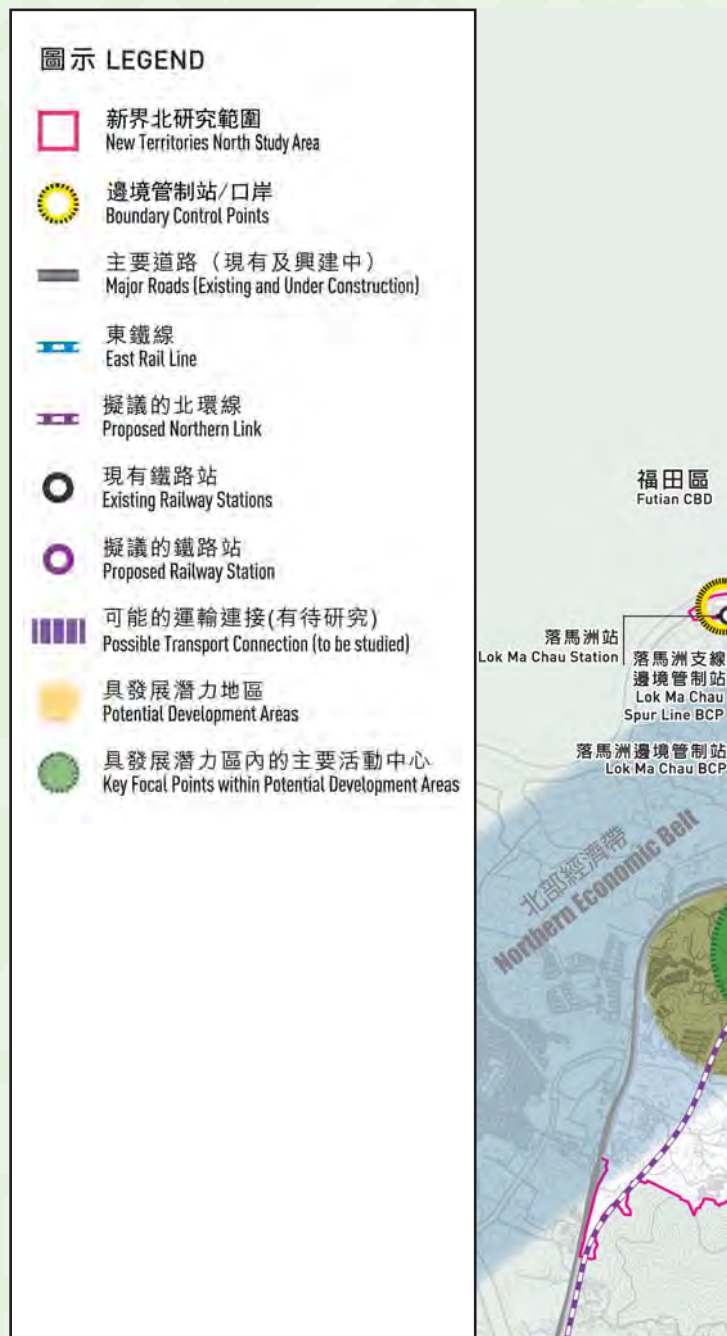 圖示 LEGEND
新界北研究範圍
New Territories North Study Area
邊境管制站/口岸
Boundary Control Points
主要道路（現有及興建中）
Major Roads (Existing and Under Construction)
東鐵線
East Rail Line
擬議的北環線
Proposed Northern Link
現有鐵路站
Existing Railway Stations
擬議的鐵路站
Proposed Railway Station
可能的運輸連接(有待研究)
Possible Transport Connection (to be studied)
具發展潛力地區
Potential Development Areas
具發展潛力區內的主要活動中心
Key Focal Points within Potential Development Areas
福田區
Futian CBD
落馬洲站
Lok Ma Chau Station
落馬洲支線
邊境管制站
Lok Ma Chau
Spur Line BCP
落馬洲邊境管制站
Lok Ma Chau BCP
北部經濟帶
Northern Economic Belt